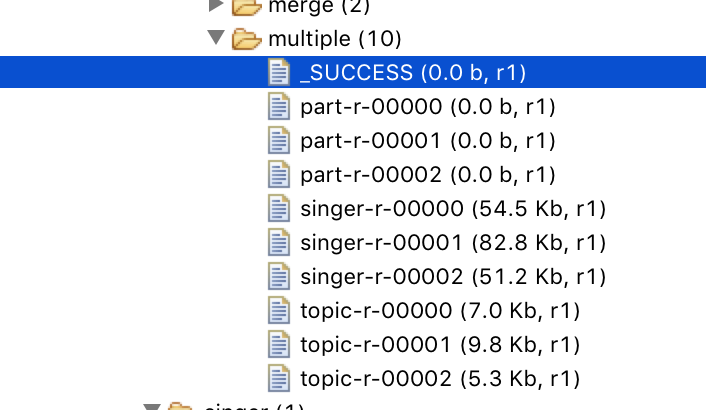 merge (2)
multiple (10)
_SUCCESS (0.0 b, r1)
part-r-00000 (0.0 b, r1)
part-r-00001 (0.0 b, r1)
part-r-00002 (0.0 b, r1)
singer-r-00000 (54.5 Kb, r1)
singer-r-00001 (82.8 Kb, r1)
singer-r-00002 (51.2 Kb, r1)
topic-r-00000 (7.0 Kb, r1)
topic-r-00001 (9.8 Kb, r1)
topic-r-00002 (5.3 Kb, r1)
singer (1)